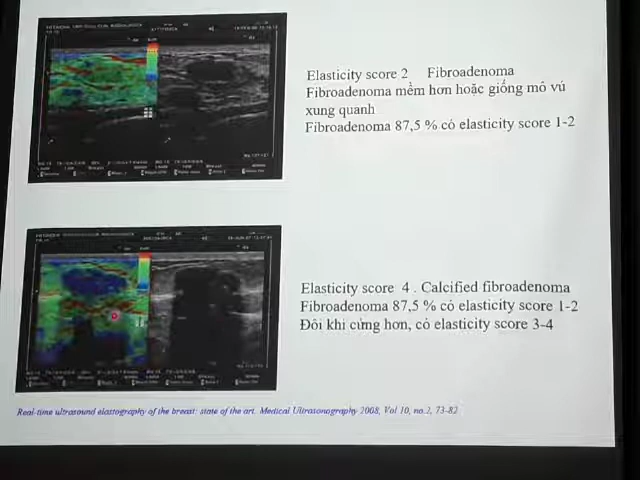 Elasticity score 2 Fibroadenoma
Fibroadenoma mềm hơn hoặc giống mô vú
xung quanh
Fibroadenoma 87,5 % có elasticity score 1-2
Elasticity score 4 . Calcified fibroadenoma
Fibroadenoma 87,5 % có elasticity score 1-2
Đôi khi cứng hơn, có elasticity score 3-4
Real-time ultrasound elastography of the breast: state of the art. Medical Ultrasonography 2008, Vol 10, no.2, 73-82